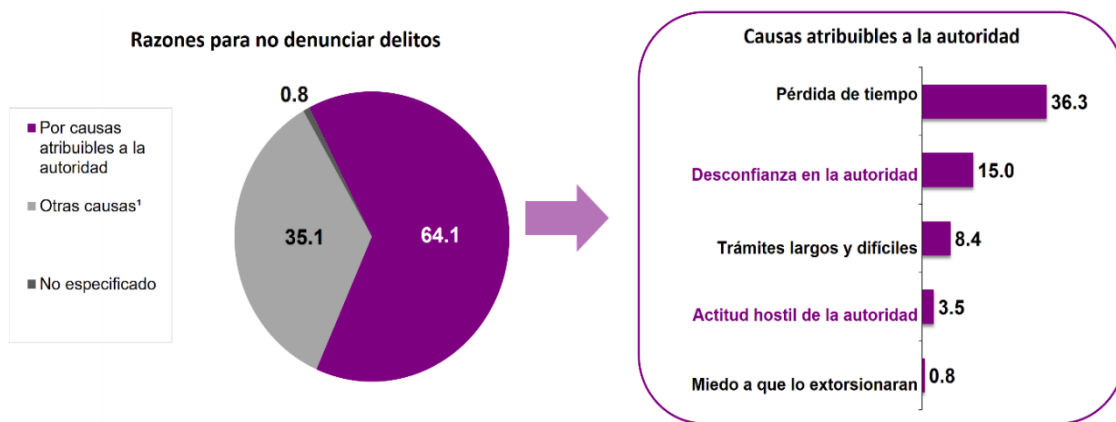 Razones para no denunciar delitos
Por causas
atribuibles a la
autoridad
Otras causas¹
No especificado
0.8
35.1
64.1
Causas atribuibles a la autoridad
Pérdida de tiempo
36.3
Desconfianza en la autoridad
15.0
Trámites largos y difíciles
8.4
Actitud hostil de la autoridad
3.5
Miedo a que lo extorsionaran
0.8